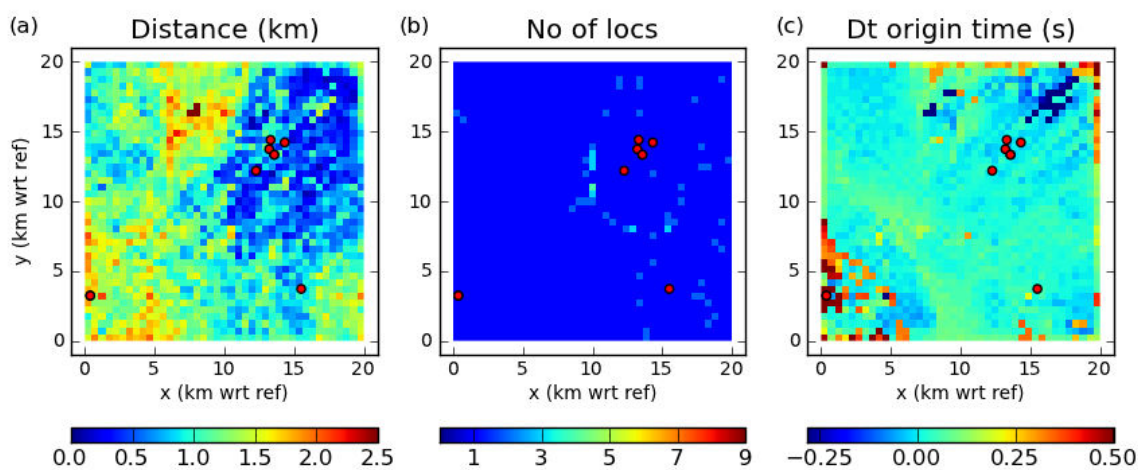 (a) Distance (km) (b) No of locs (c) Dt origin time (s)
20 20 20
15 15 15
y (km wrt ref)
10 10 10
5 5 5
0 0 0
0 5 10 15 20 0 5 10 15 20 0 5 10 15 20
x (km wrt ref) x (km wrt ref) x (km wrt ref)
0.0 0.5 1.0 1.5 2.0 2.5 1 3 5 7 9 −0.25 0.00 0.25 0.50